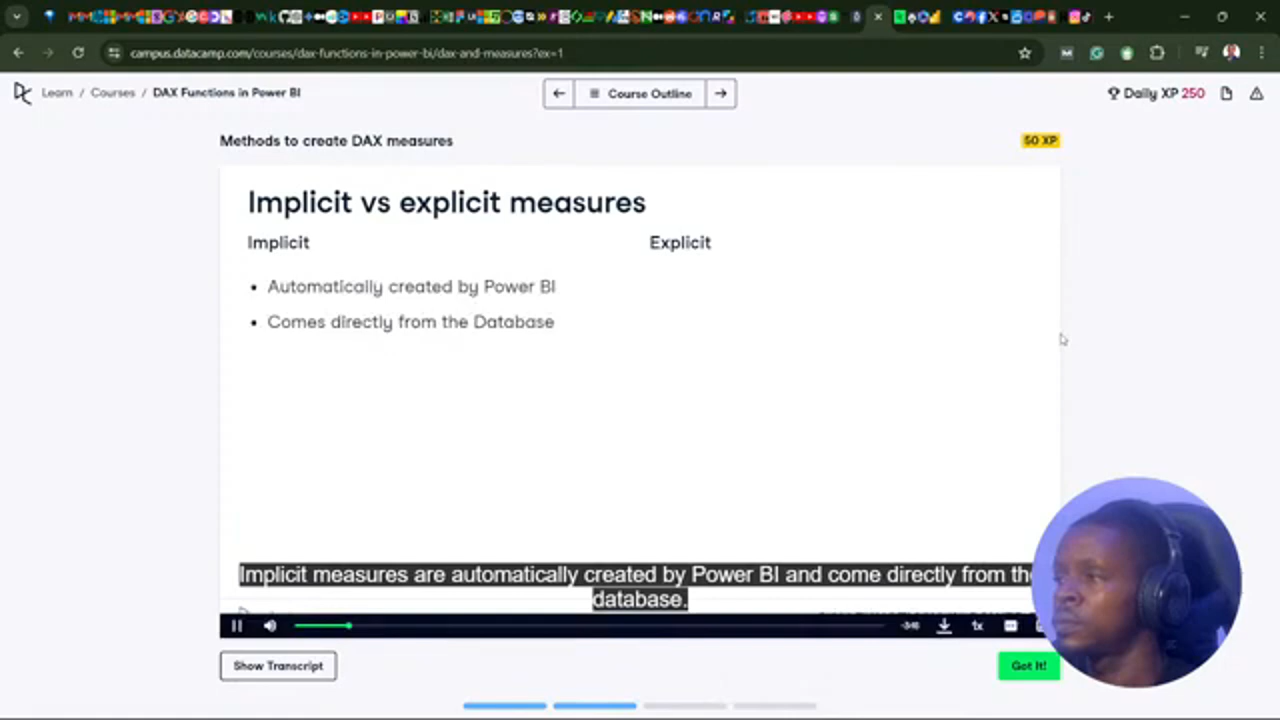 campus.datacamp.com/courses/dax-functions-in-power-bi/dax-and-measures?ex=1
Learn / Courses / DAX Functions in Power BI
Course Outline
Daily XP 250
Methods to create DAX measures
50 XP
Implicit vs explicit measures
Implicit
Explicit
• Automatically created by Power BI
• Comes directly from the Database
Implicit measures are automatically created by Power BI and come directly from the
database.
1x
Show Transcript
Got It!